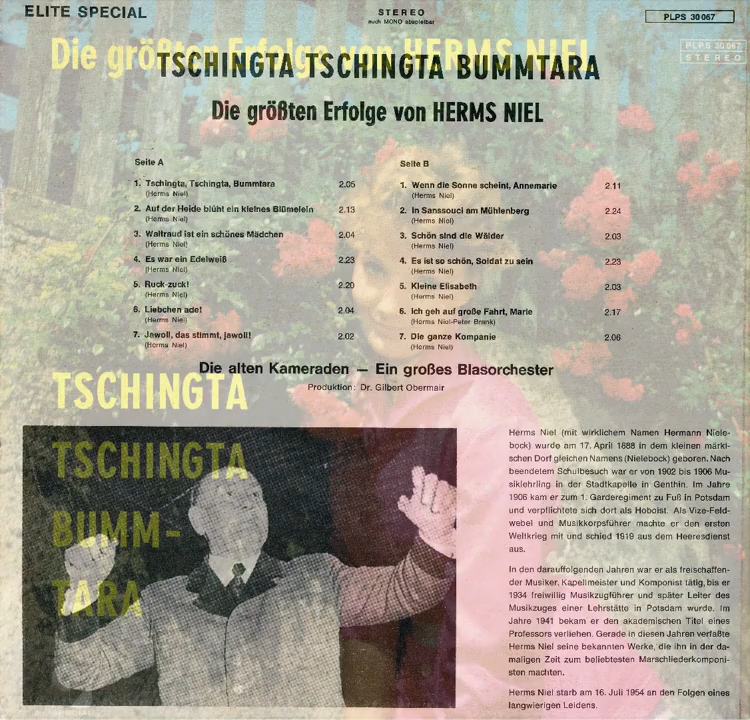 ELITE SPECIAL
STEREO
auch MONO abspielbar
PLPS 30067
Die größten Erfolge von HERMS NIEL
PLPS 30067
STEREO
TSCHINGTA TSCHINGTA BUMMTARA
Die größten Erfolge von HERMS NIEL
Seite A
1. Tschingta, Tschingta, Bummtara 2.05
(Herms Niel)
2. Auf der Heide blüht ein kleines Blümelein 2.13
(Herms Niel)
3. Waltraud ist ein schönes Mädchen 2.04
(Herms Niel)
4. Es war ein Edelweiß 2.23
(Herms Niel)
5. Ruck-zuck! 2.20
(Herms Niel)
6. Liebchen ade! 2.04
(Herms Niel)
7. Jawoll, das stimmt, jawoll! 2.02
(Herms Niel)
Seite B
1. Wenn die Sonne scheint, Annemarie 2.11
(Herms Niel)
2. In Sanssouci am Mühlenberg 2.24
(Herms Niel)
3. Schön sind die Wälder 2.03
(Herms Niel)
4. Es ist so schön, Soldat zu sein 2.23
(Herms Niel)
5. Kleine Elisabeth 2.03
(Herms Niel)
6. Ich geh auf große Fahrt, Marie 2.17
(Herms Niel-Peter Brank)
7. Die ganze Kompanie 2.06
(Herms Niel)
Die alten Kameraden — Ein großes Blasorchester
Produktion: Dr. Gilbert Obermair
TSCHINGTA
TSCHINGTA
BUMM-
TARA
Herms Niel (mit wirklichem Namen Hermann Niele-
bock) wurde am 17. April 1888 in dem kleinen märki-
schen Dorf gleichen Namens (Nielebock) geboren. Nach
beendetem Schulbesuch war er von 1902 bis 1906 Mu-
siklehrling in der Stadtkapelle in Genthin. Im Jahre
1906 kam er zum 1. Garderegiment zu Fuß in Potsdam
und verpflichtete sich dort als Hoboist. Als Vize-Feld-
webel und Musikkorpsführer machte er den ersten
Weltkrieg mit und schied 1919 aus dem Heeresdienst
aus.
In den darauffolgenden Jahren war er als freischaffen-
der Musiker, Kapellmeister und Komponist tätig, bis er
1934 freiwillig Musikzugführer und später Leiter des
Musikzuges einer Lehrstätte in Potsdam wurde. Im
Jahre 1941 bekam er den akademischen Titel eines
Professors verliehen. Gerade in diesen Jahren verfaßte
Herms Niel seine bekannten Werke, die ihn in der da-
maligen Zeit zum beliebtesten Marschliederkomponi-
sten machten.
Herms Niel starb am 16. Juli 1954 an den Folgen eines
langwierigen Leidens.